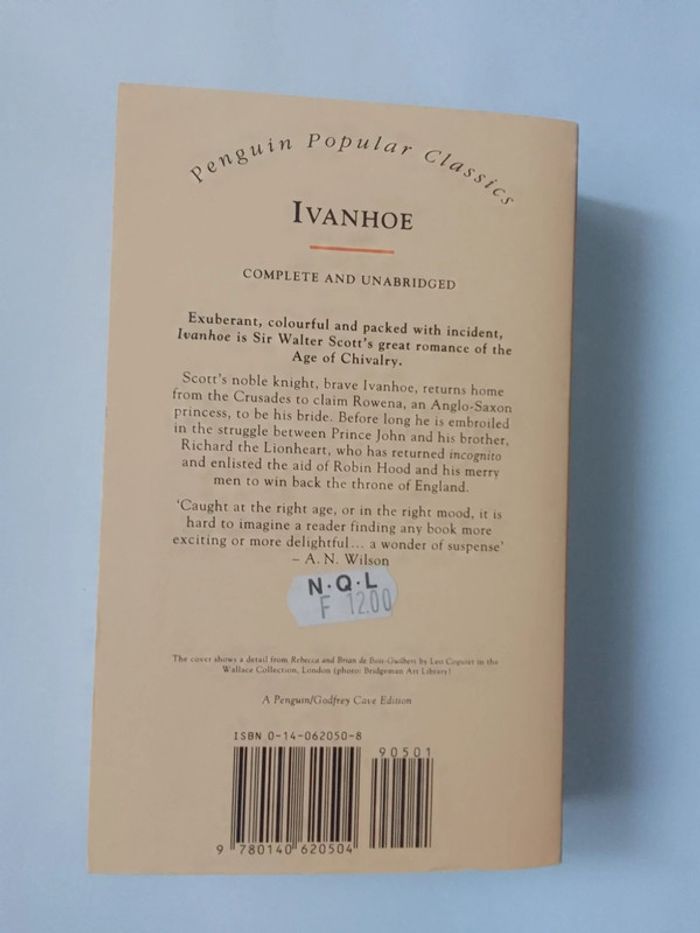 Penguin Popular Classics
IVANHOE
COMPLETE AND UNABRIDGED
Exuberant, colourful and packed with incident,
Ivanhoe is Sir Walter Scott's great romance of the
Age of Chivalry.
Scott's noble knight, brave Ivanhoe, returns home
from the Crusades to claim Rowena, an Anglo-Saxon
princess, to be his bride. Before long he is embroiled
in the struggle between Prince John and his brother,
Richard the Lionheart, who has returned incognito
and enlisted the aid of Robin Hood and his merry
men to win back the throne of England.
'Caught at the right age, or in the right mood, it is
hard to imagine a reader finding any book more
exciting or more delightful... a wonder of suspense'
– A. N. Wilson
N·Q·L
F 12.00
The cover shows a detail from Rebecca and Brian de Bois-Guilbert by Leo Cogniet in the
Wallace Collection, London (photo: Bridgeman Art Library)
A Penguin/Godfrey Cave Edition
ISBN 0-14-062050-8
90501
9 780140 620504